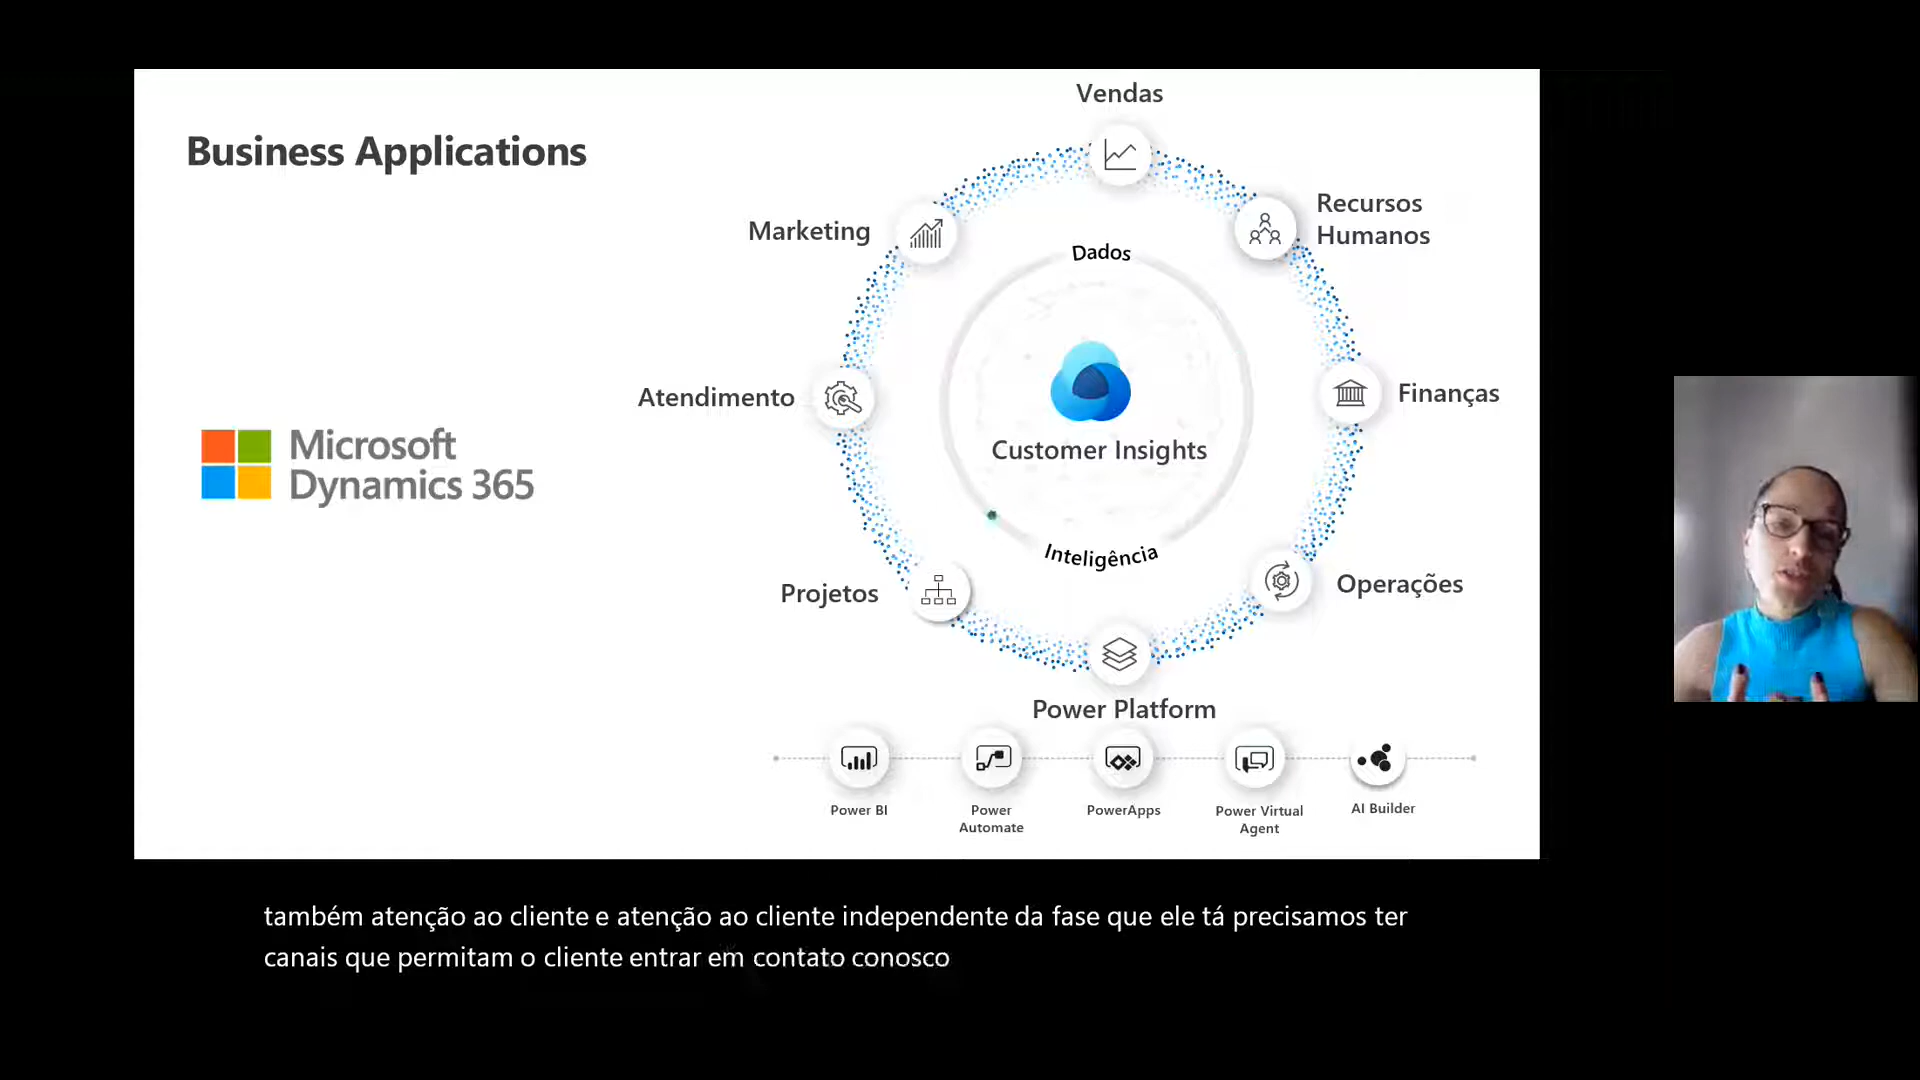 Business Applications
Microsoft
Dynamics 365
Vendas
Marketing
Recursos
Humanos
Dados
Atendimento
Finanças
Customer Insights
Inteligência
Projetos
Operações
Power Platform
Power BI
Power
Automate
PowerApps
Power Virtual
Agent
AI Builder
também atenção ao cliente e atenção ao cliente independente da fase que ele tá precisamos ter
canais que permitam o cliente entrar em contato conosco